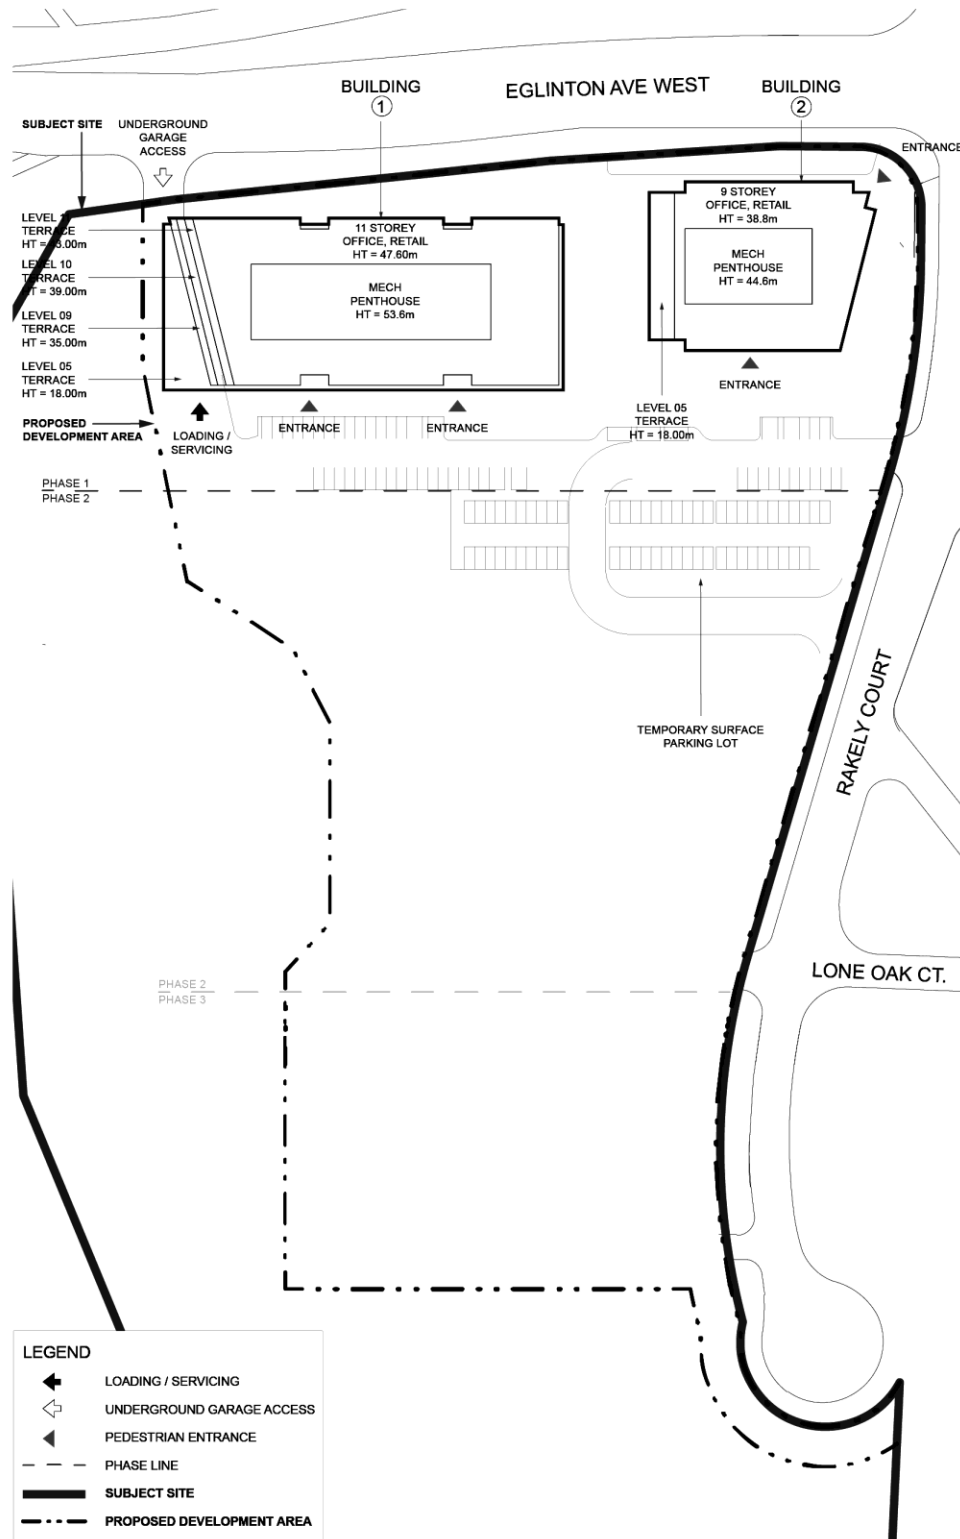 EGLINTON AVE WEST
BUILDING
1
BUILDING
2
SUBJECT SITE
UNDERGROUND
GARAGE
ACCESS
ENTRANCE
LEVEL
TERRACE
HT = 43.00m
LEVEL 10
TERRACE
HT = 39.00m
LEVEL 09
TERRACE
HT = 35.00m
LEVEL 05
TERRACE
HT = 18.00m
PROPOSED
DEVELOPMENT AREA
11 STOREY
OFFICE, RETAIL
HT = 47.60m
MECH
PENTHOUSE
HT = 53.6m
9 STOREY
OFFICE, RETAIL
HT = 38.8m
MECH
PENTHOUSE
HT = 44.6m
LOADING /
SERVICING
ENTRANCE
ENTRANCE
ENTRANCE
LEVEL 05
TERRACE
HT = 18.00m
PHASE 1
PHASE 2
TEMPORARY SURFACE
PARKING LOT
RAKELY COURT
LONE OAK CT.
PHASE 2
PHASE 3
LEGEND
LOADING / SERVICING
UNDERGROUND GARAGE ACCESS
PEDESTRIAN ENTRANCE
PHASE LINE
SUBJECT SITE
PROPOSED DEVELOPMENT AREA